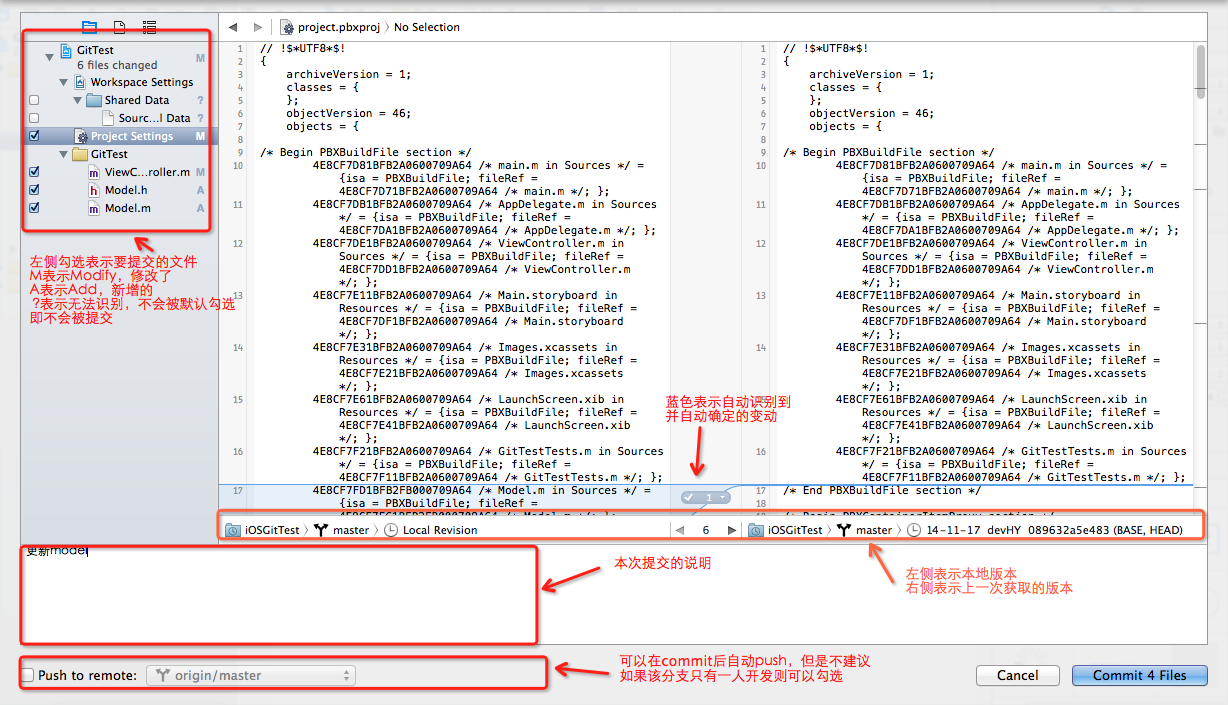 project.pbxproj 〉 No Selection
GitTest
6 files changed
M
Workspace Settings
Shared Data ?
Sourc...l Data ?
Project Settings M
GitTest
ViewC...roller.m M
Model.h A
Model.m A
左侧勾选表示要提交的文件
M表示Modify，修改了
A表示Add，新增的
?表示无法识别，不会被默认勾选
即不会被提交
1 // !$*UTF8*$!
2 {
3 archiveVersion = 1;
4 classes = {
5 };
6 objectVersion = 46;
7 objects = {
8
9 /* Begin PBXBuildFile section */
10 4E8CF7D81BFB2A0600709A64 /* main.m in Sources */ =
{isa = PBXBuildFile; fileRef =
4E8CF7D71BFB2A0600709A64 /* main.m */; };
11 4E8CF7DB1BFB2A0600709A64 /* AppDelegate.m in Sources
*/ = {isa = PBXBuildFile; fileRef =
4E8CF7DA1BFB2A0600709A64 /* AppDelegate.m */; };
12 4E8CF7DE1BFB2A0600709A64 /* ViewController.m in
Sources */ = {isa = PBXBuildFile; fileRef =
4E8CF7DD1BFB2A0600709A64 /* ViewController.m
*/; };
13 4E8CF7E11BFB2A0600709A64 /* Main.storyboard in
Resources */ = {isa = PBXBuildFile; fileRef =
4E8CF7DF1BFB2A0600709A64 /* Main.storyboard
*/; };
14 4E8CF7E31BFB2A0600709A64 /* Images.xcassets in
Resources */ = {isa = PBXBuildFile; fileRef =
4E8CF7E21BFB2A0600709A64 /* Images.xcassets
*/; };
15 4E8CF7E61BFB2A0600709A64 /* LaunchScreen.xib in
Resources */ = {isa = PBXBuildFile; fileRef =
4E8CF7E41BFB2A0600709A64 /* LaunchScreen.xib
*/; };
16 4E8CF7F21BFB2A0600709A64 /* GitTestTests.m in Sources
*/ = {isa = PBXBuildFile; fileRef =
4E8CF7F11BFB2A0600709A64 /* GitTestTests.m */; };
17 4E8CF7FD1BFB2FB000709A64 /* Model.m in Sources */ =
{isa = PBXBuildFile; fileRef =
蓝色表示自动识别到
并自动确定的变动
1
1 // !$*UTF8*$!
2 {
3 archiveVersion = 1;
4 classes = {
5 };
6 objectVersion = 46;
7 objects = {
8
9 /* Begin PBXBuildFile section */
10 4E8CF7D81BFB2A0600709A64 /* main.m in Sources */ =
{isa = PBXBuildFile; fileRef =
4E8CF7D71BFB2A0600709A64 /* main.m */; };
11 4E8CF7DB1BFB2A0600709A64 /* AppDelegate.m in Sources
*/ = {isa = PBXBuildFile; fileRef =
4E8CF7DA1BFB2A0600709A64 /* AppDelegate.m */; };
12 4E8CF7DE1BFB2A0600709A64 /* ViewController.m in
Sources */ = {isa = PBXBuildFile; fileRef =
4E8CF7DD1BFB2A0600709A64 /* ViewController.m
*/; };
13 4E8CF7E11BFB2A0600709A64 /* Main.storyboard in
Resources */ = {isa = PBXBuildFile; fileRef =
4E8CF7DF1BFB2A0600709A64 /* Main.storyboard
*/; };
14 4E8CF7E31BFB2A0600709A64 /* Images.xcassets in
Resources */ = {isa = PBXBuildFile; fileRef =
4E8CF7E21BFB2A0600709A64 /* Images.xcassets
*/; };
15 4E8CF7E61BFB2A0600709A64 /* LaunchScreen.xib in
Resources */ = {isa = PBXBuildFile; fileRef =
4E8CF7E41BFB2A0600709A64 /* LaunchScreen.xib
*/; };
16 4E8CF7F21BFB2A0600709A64 /* GitTestTests.m in Sources
*/ = {isa = PBXBuildFile; fileRef =
4E8CF7F11BFB2A0600709A64 /* GitTestTests.m */; };
17 /* End PBXBuildFile section */
18
iOSGitTest 〉 master 〉 Local Revision
6
iOSGitTest 〉 master 〉 14-11-17 devHY 089632a5e483 (BASE, HEAD)
更新model
本次提交的说明
左侧表示本地版本
右侧表示上一次获取的版本
Push to remote: origin/master
可以在commit后自动push，但是不建议
如果该分支只有一人开发则可以勾选
Cancel
Commit 4 Files